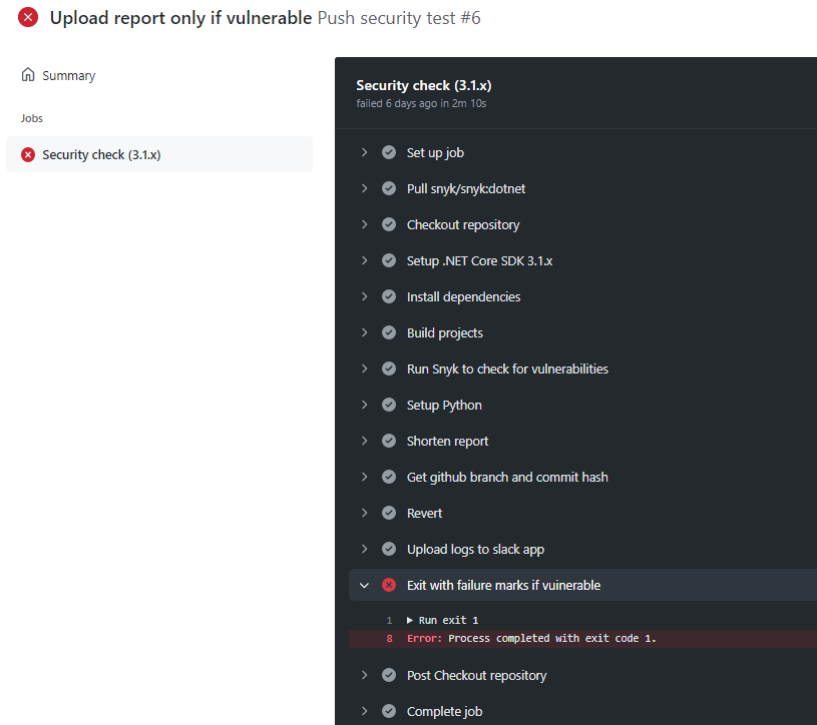 Upload report only if vulnerable Push security test #6
Summary
Jobs
Security check (3.1.x)
Security check (3.1.x)
failed 6 days ago in 2m 10s
Set up job
Pull snyk/snyk:dotnet
Checkout repository
Setup .NET Core SDK 3.1.x
Install dependencies
Build projects
Run Snyk to check for vulnerabilities
Setup Python
Shorten report
Get github branch and commit hash
Revert
Upload logs to slack app
Exit with failure marks if vuinerable
1 ▶ Run exit 1
8 Error: Process completed with exit code 1.
Post Checkout repository
Complete job